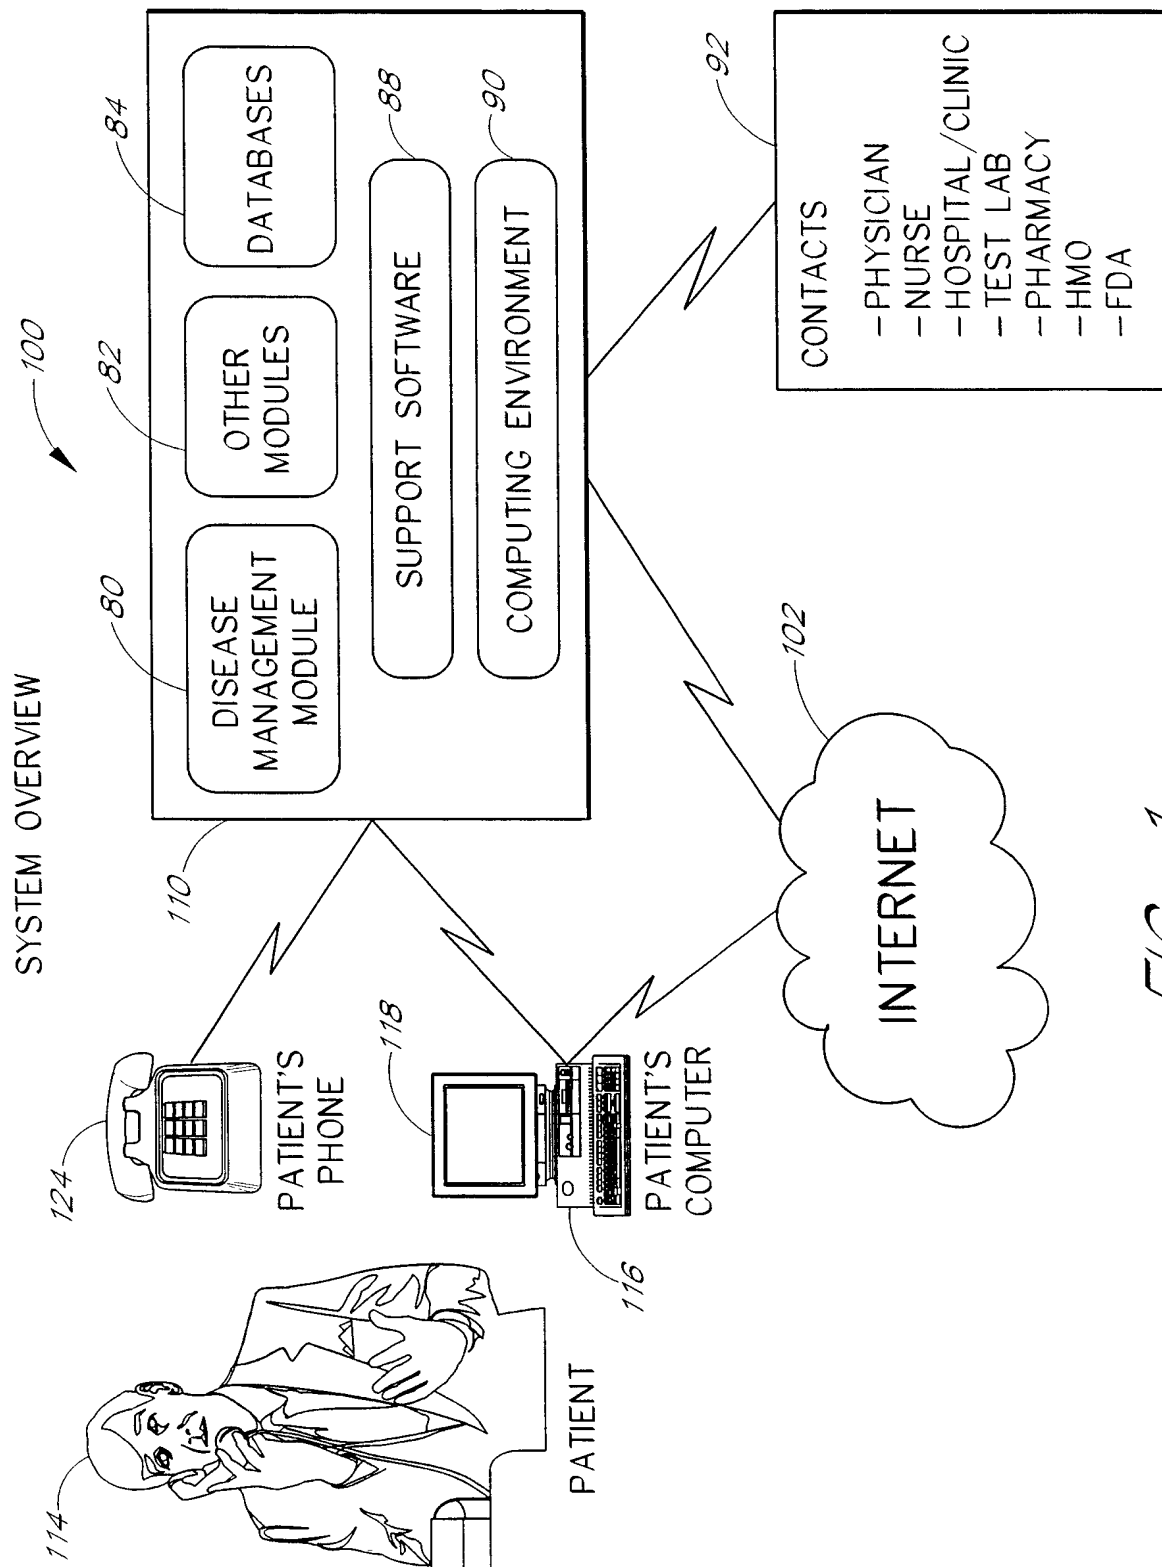 SYSTEM OVERVIEW
100
114
PATIENT
124
PATIENT'S
PHONE
118
116
PATIENT'S
COMPUTER
110
80
DISEASE
MANAGEMENT
MODULE
82
OTHER
MODULES
84
DATABASES
SUPPORT SOFTWARE
88
COMPUTING ENVIRONMENT
90
102
INTERNET
92
CONTACTS
-PHYSICIAN
-NURSE
-HOSPITAL/CLINIC
-TEST LAB
-PHARMACY
-HMO
-FDA